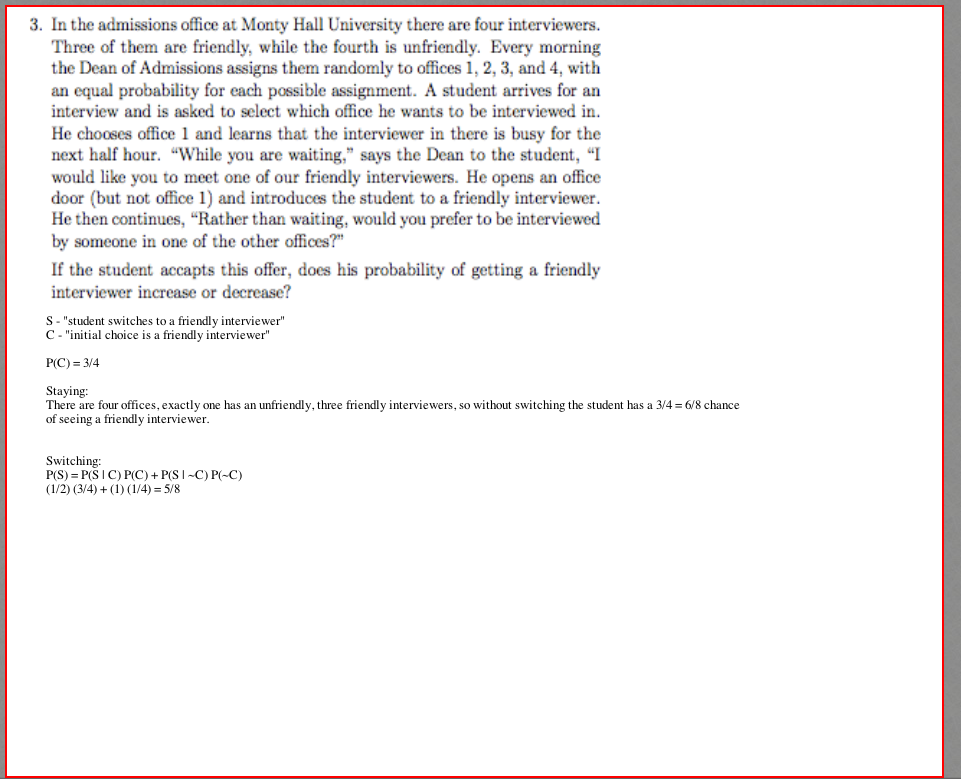 3. In the admissions office at Monty Hall University there are four interviewers.
Three of them are friendly, while the fourth is unfriendly. Every morning
the Dean of Admissions assigns them randomly to offices 1, 2, 3, and 4, with
an equal probability for each possible assignment. A student arrives for an
interview and is asked to select which office he wants to be interviewed in.
He chooses office 1 and learns that the interviewer in there is busy for the
next half hour. “While you are waiting,” says the Dean to the student, “I
would like you to meet one of our friendly interviewers. He opens an office
door (but not office 1) and introduces the student to a friendly interviewer.
He then continues, “Rather than waiting, would you prefer to be interviewed
by someone in one of the other offices?”
If the student accapts this offer, does his probability of getting a friendly
interviewer increase or decrease?
S - "student switches to a friendly interviewer"
C - "initial choice is a friendly interviewer"
P(C) = 3/4
Staying:
There are four offices, exactly one has an unfriendly, three friendly interviewers, so without switching the student has a 3/4 = 6/8 chance
of seeing a friendly interviewer.
Switching:
P(S) = P(S | C) P(C) + P(S | ~C) P(~C)
(1/2) (3/4) + (1) (1/4) = 5/8